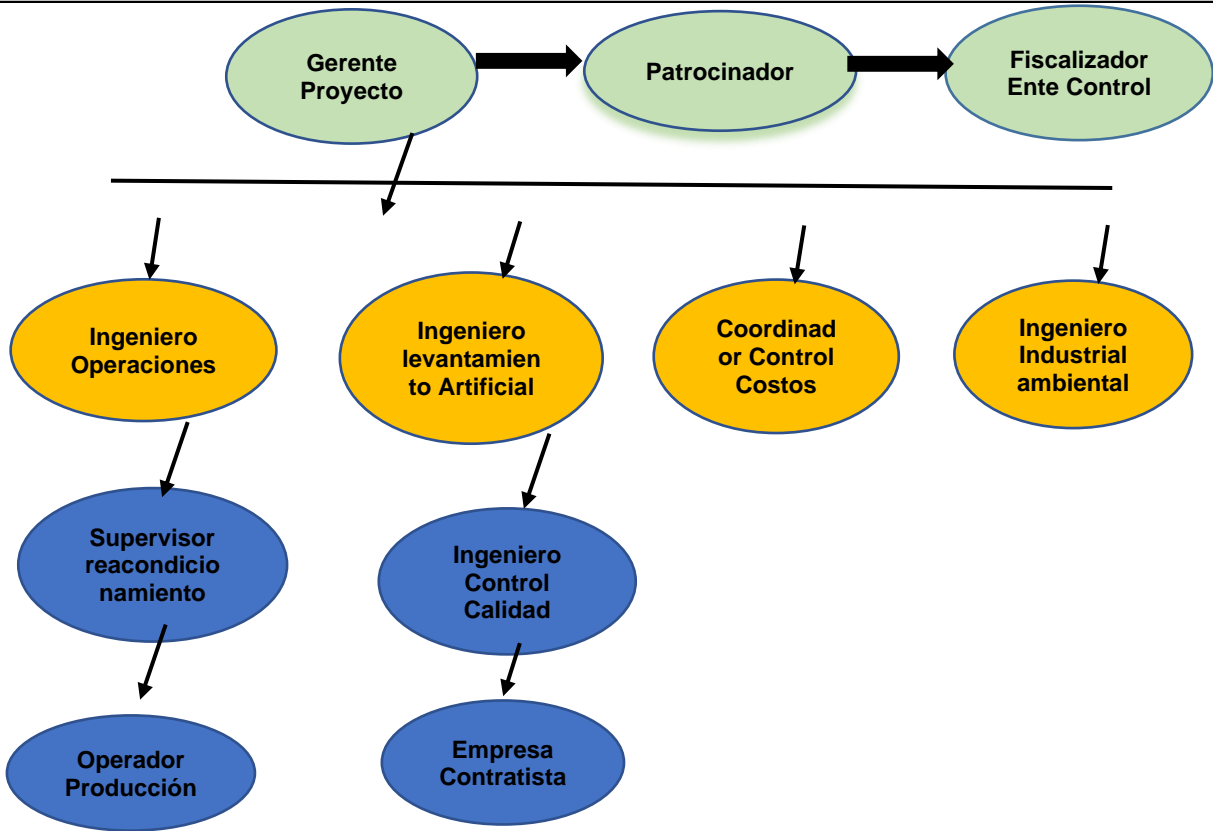 Gerente
Proyecto
Patrocinador
Fiscalizador
Ente Control
Ingeniero
Operaciones
Ingeniero
levantamien
to Artificial
Coordinad
or Control
Costos
Ingeniero
Industrial
ambiental
Supervisor
reacondicio
namiento
Ingeniero
Control
Calidad
Operador
Producción
Empresa
Contratista